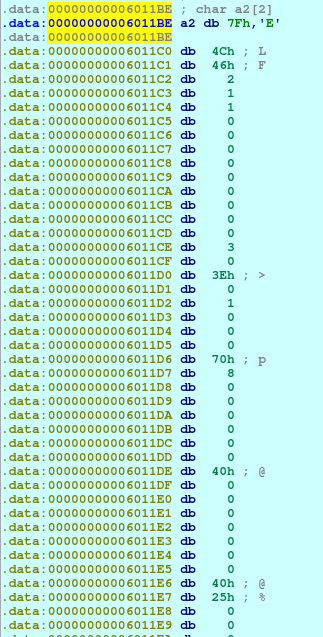 .data:00000000006011BE ; char a2[2]
.data:00000000006011BE a2 db 7Fh,'E'
.data:00000000006011BE
.data:00000000006011C0 db 4Ch ; L
.data:00000000006011C1 db 46h ; F
.data:00000000006011C2 db 2
.data:00000000006011C3 db 1
.data:00000000006011C4 db 1
.data:00000000006011C5 db 0
.data:00000000006011C6 db 0
.data:00000000006011C7 db 0
.data:00000000006011C8 db 0
.data:00000000006011C9 db 0
.data:00000000006011CA db 0
.data:00000000006011CB db 0
.data:00000000006011CC db 0
.data:00000000006011CD db 0
.data:00000000006011CE db 3
.data:00000000006011CF db 0
.data:00000000006011D0 db 3Eh ; >
.data:00000000006011D1 db 0
.data:00000000006011D2 db 1
.data:00000000006011D3 db 0
.data:00000000006011D4 db 0
.data:00000000006011D5 db 0
.data:00000000006011D6 db 70h ; p
.data:00000000006011D7 db 8
.data:00000000006011D8 db 0
.data:00000000006011D9 db 0
.data:00000000006011DA db 0
.data:00000000006011DB db 0
.data:00000000006011DC db 0
.data:00000000006011DD db 0
.data:00000000006011DE db 40h ; @
.data:00000000006011DF db 0
.data:00000000006011E0 db 0
.data:00000000006011E1 db 0
.data:00000000006011E2 db 0
.data:00000000006011E3 db 0
.data:00000000006011E4 db 0
.data:00000000006011E5 db 0
.data:00000000006011E6 db 40h ; @
.data:00000000006011E7 db 25h ; %
.data:00000000006011E8 db 0
.data:00000000006011E9 db 0